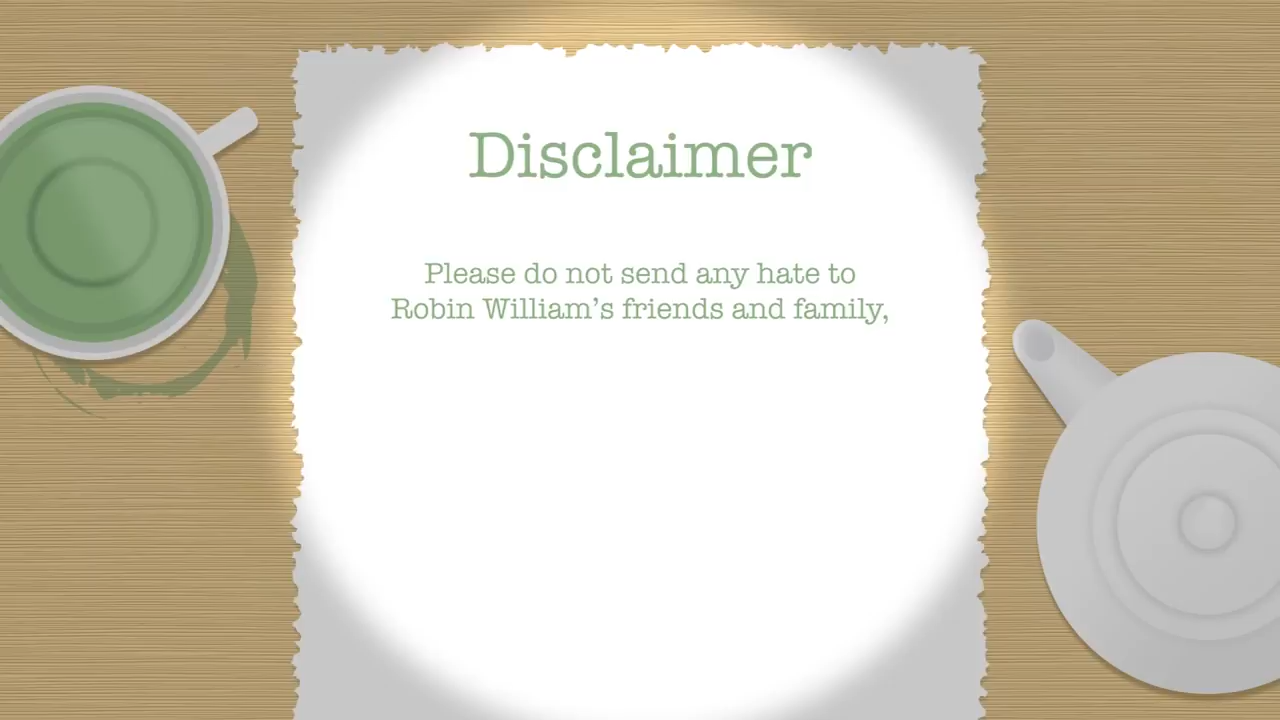 Disclaimer
Please do not send any hate to
Robin William’s friends and family,